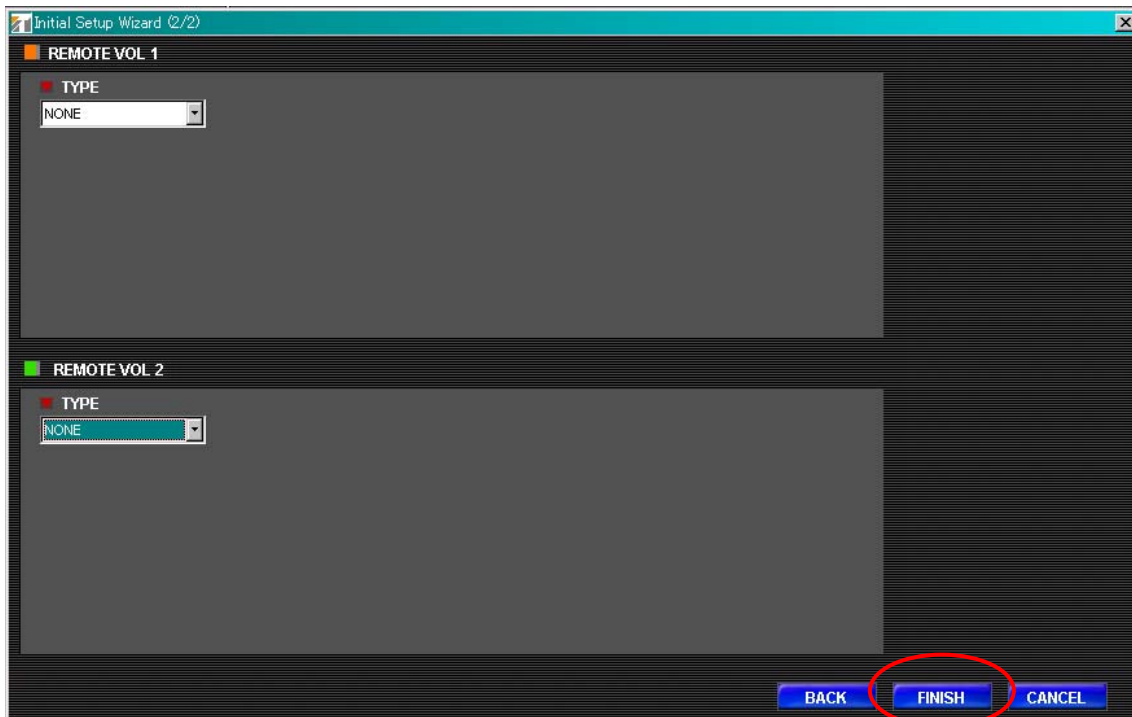 Initial Setup Wizard (2/2)
REMOTE VOL 1
TYPE
NONE
REMOTE VOL 2
TYPE
NONE
BACK FINISH CANCEL